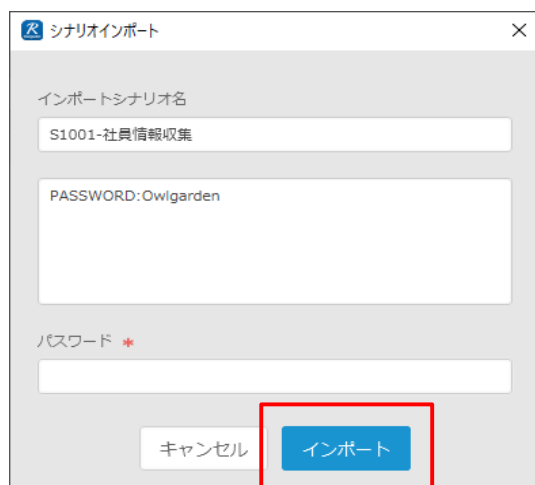 シナリオインポート
インポートシナリオ名
S1001-社員情報収集
PASSWORD:Owlgarden
パスワード *
キャンセル
インポート